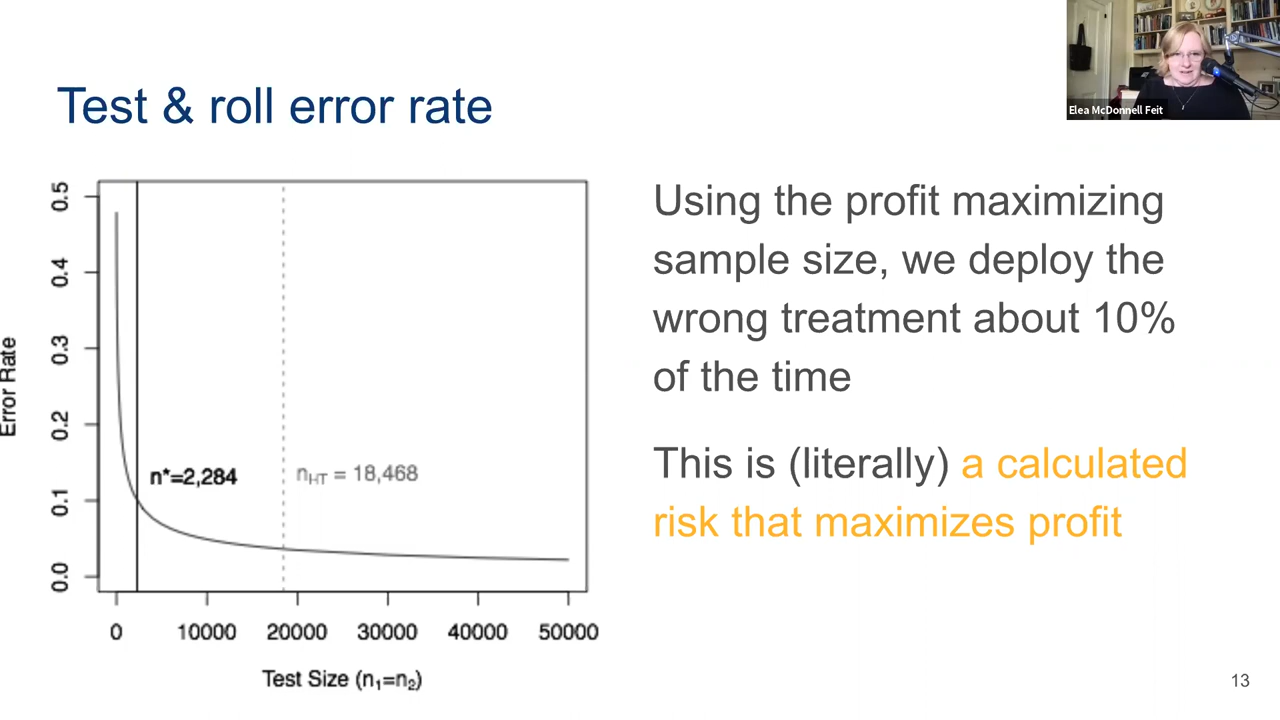 Elea McDonnell Feit
Test & roll error rate
Using the profit maximizing
sample size, we deploy the
wrong treatment about 10%
of the time
This is (literally) a calculated
risk that maximizes profit
Error Rate
0.5
0.4
0.3
0.2
0.1
0.0
n*=2,284
n_HT = 18,468
0 10000 20000 30000 40000 50000
Test Size (n₁=n₂)
13